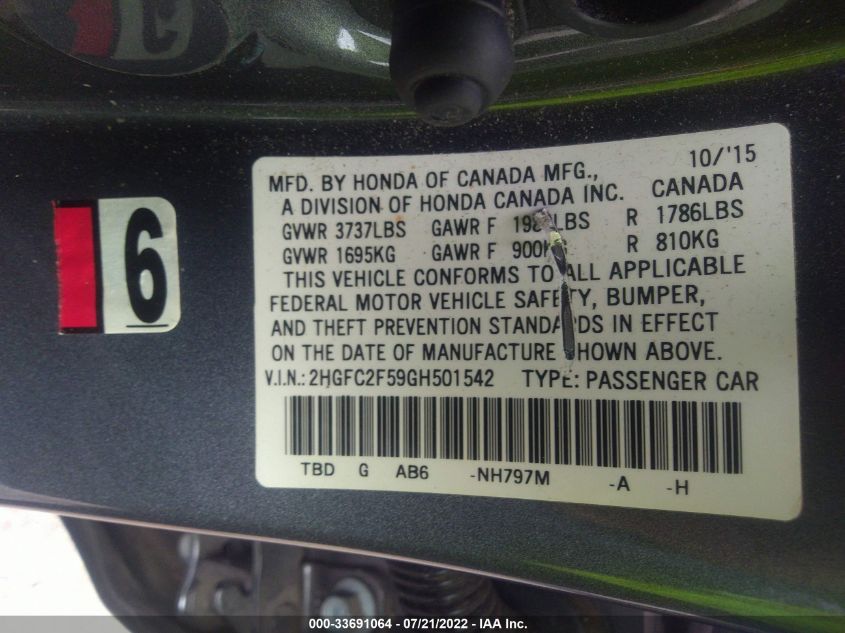 10/'15
MFD. BY HONDA OF CANADA MFG.,
A DIVISION OF HONDA CANADA INC. CANADA
GVWR 3737LBS GAWR F LBS R 1786LBS
GVWR 1695KG GAWR F R 810KG
THIS VEHICLE CONFORMS TO ALL APPLICABLE
FEDERAL MOTOR VEHICLE SAFETY, BUMPER,
AND THEFT PREVENTION STANDARDS IN EFFECT
ON THE DATE OF MANUFACTURE SHOWN ABOVE.
V.I.N.: 2HGFC2F59GH501542 TYPE: PASSENGER CAR
TBD G AB6 -NH797M -A -H
6
000-33691064 - 07/21/2022 - IAA Inc.